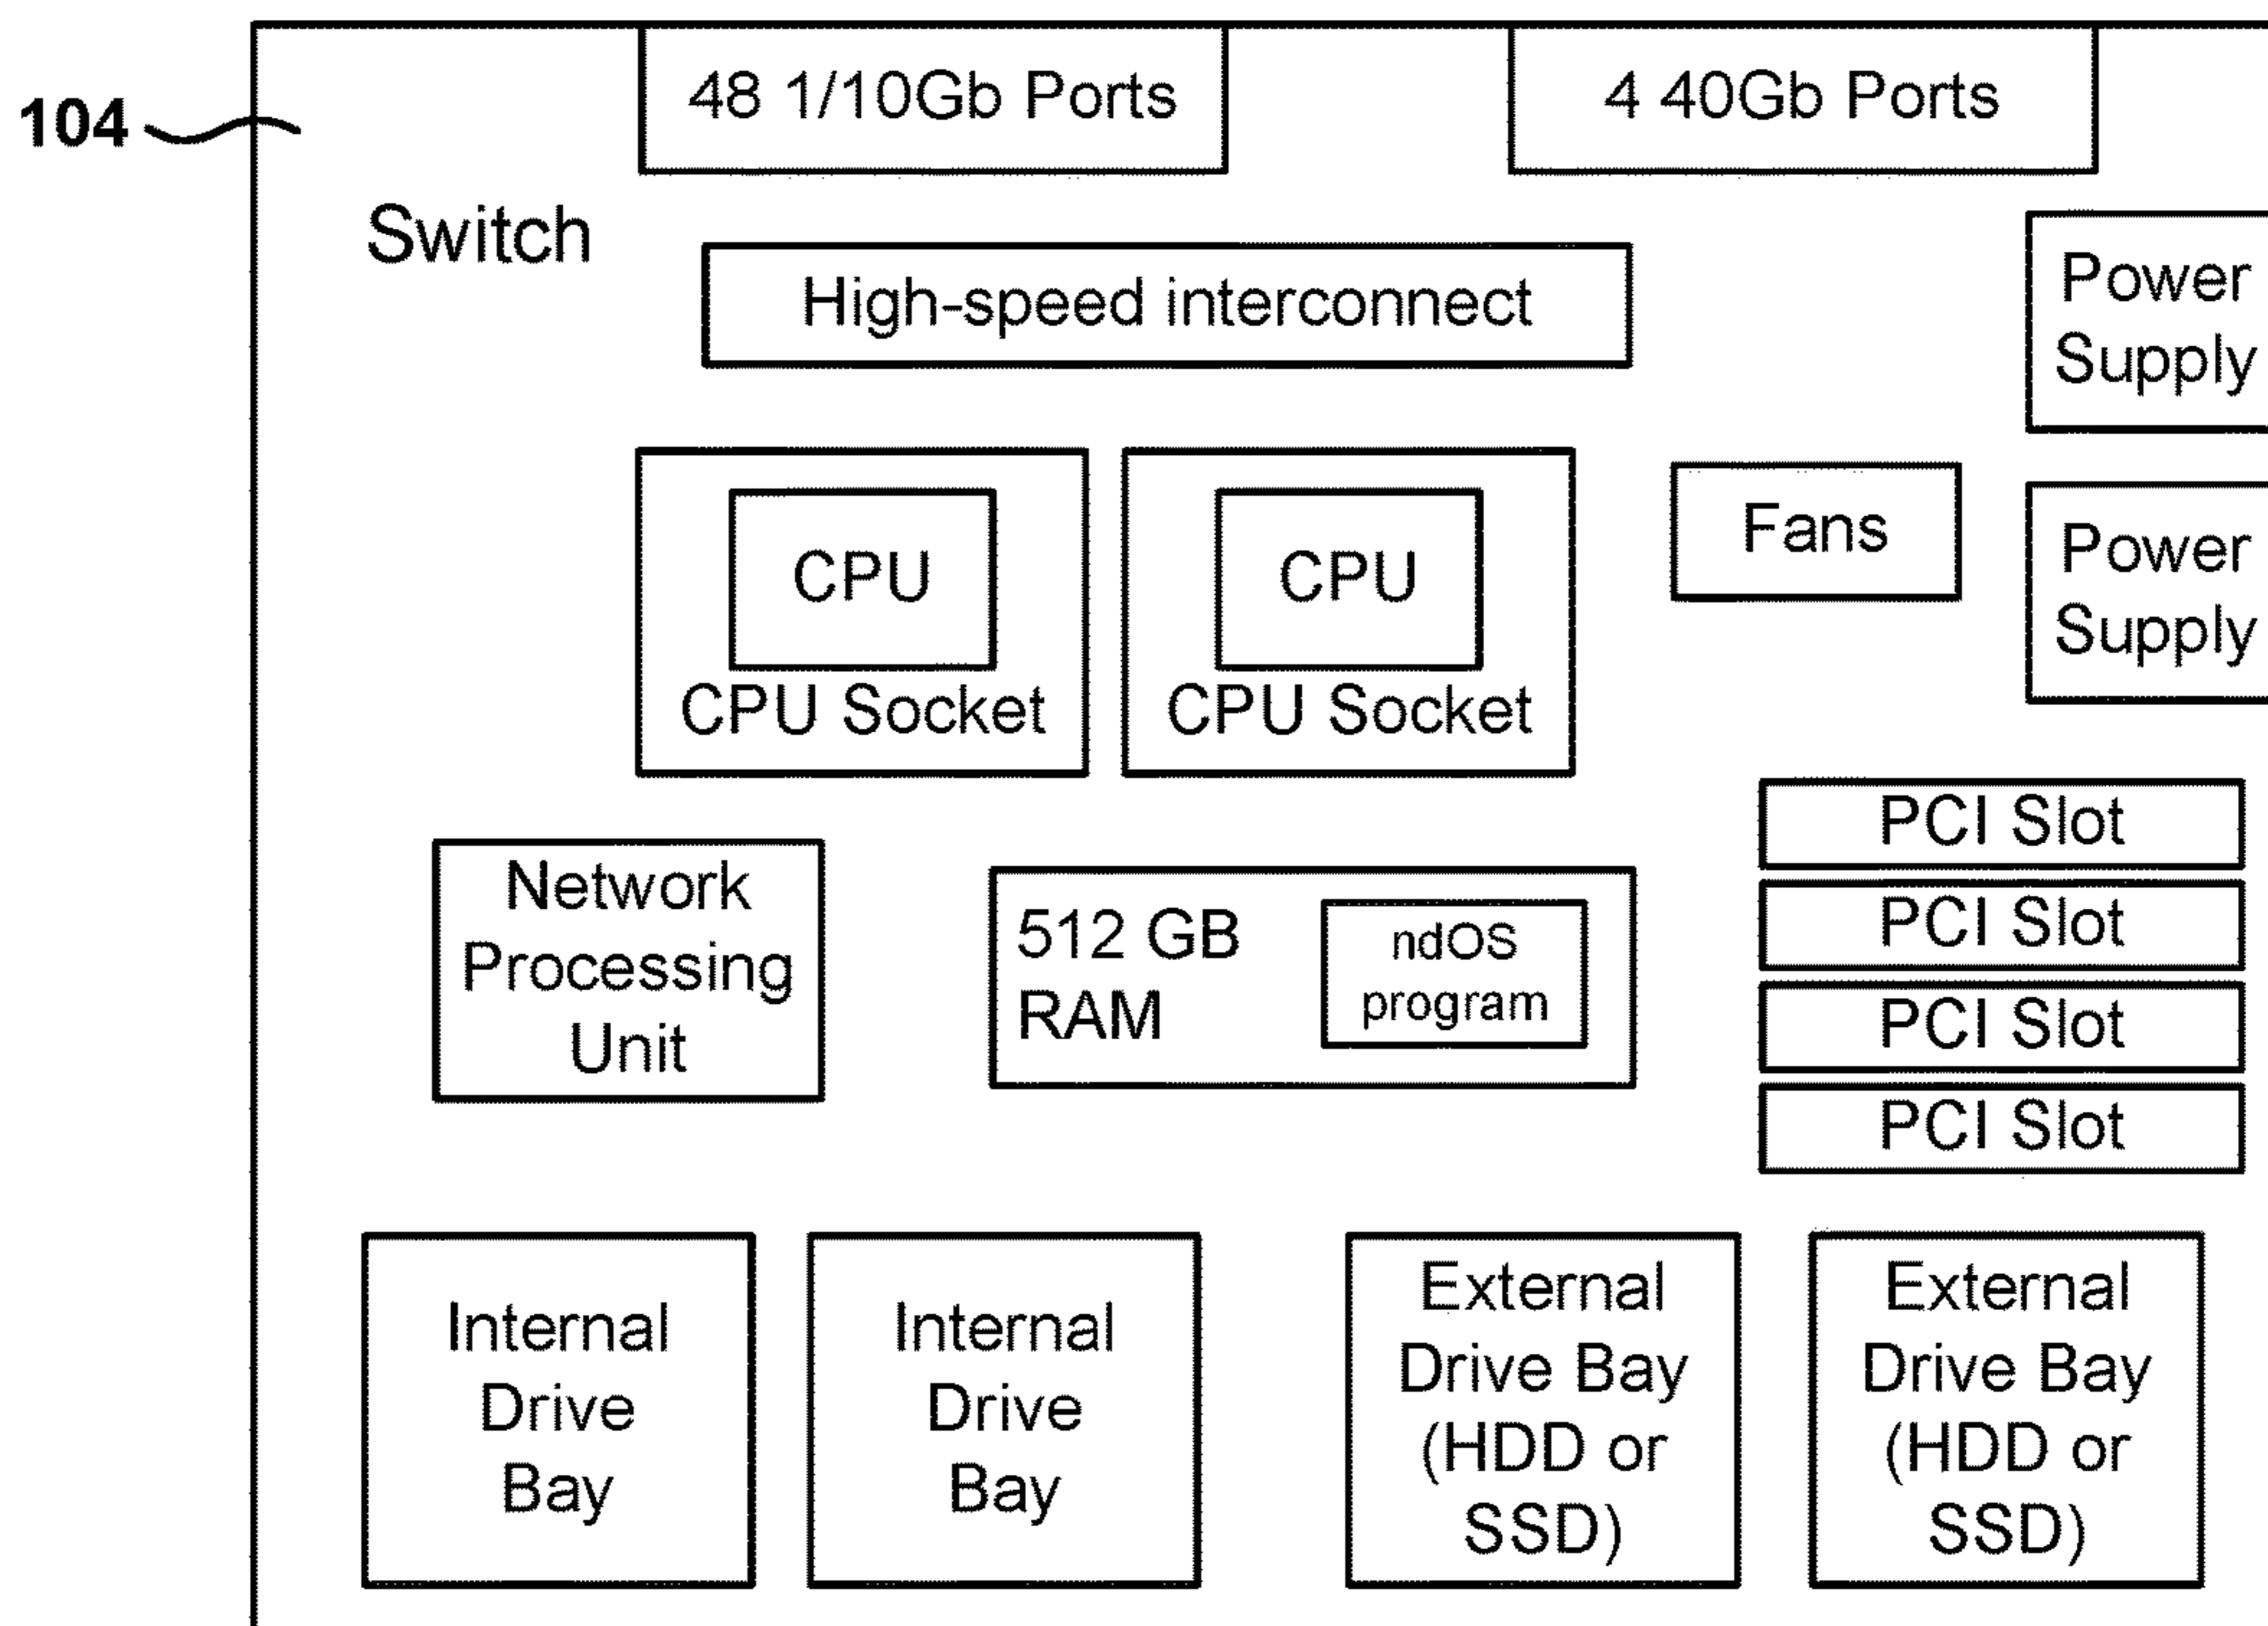 48 1/10Gb Ports
4 40Gb Ports
104
Switch
High-speed interconnect
Power
Supply
CPU
CPU Socket
CPU
CPU Socket
Fans
Power
Supply
Network
Processing
Unit
512 GB
RAM
ndOS
program
PCI Slot
PCI Slot
PCI Slot
PCI Slot
Internal
Drive
Bay
Internal
Drive
Bay
External
Drive Bay
(HDD or
SSD)
External
Drive Bay
(HDD or
SSD)